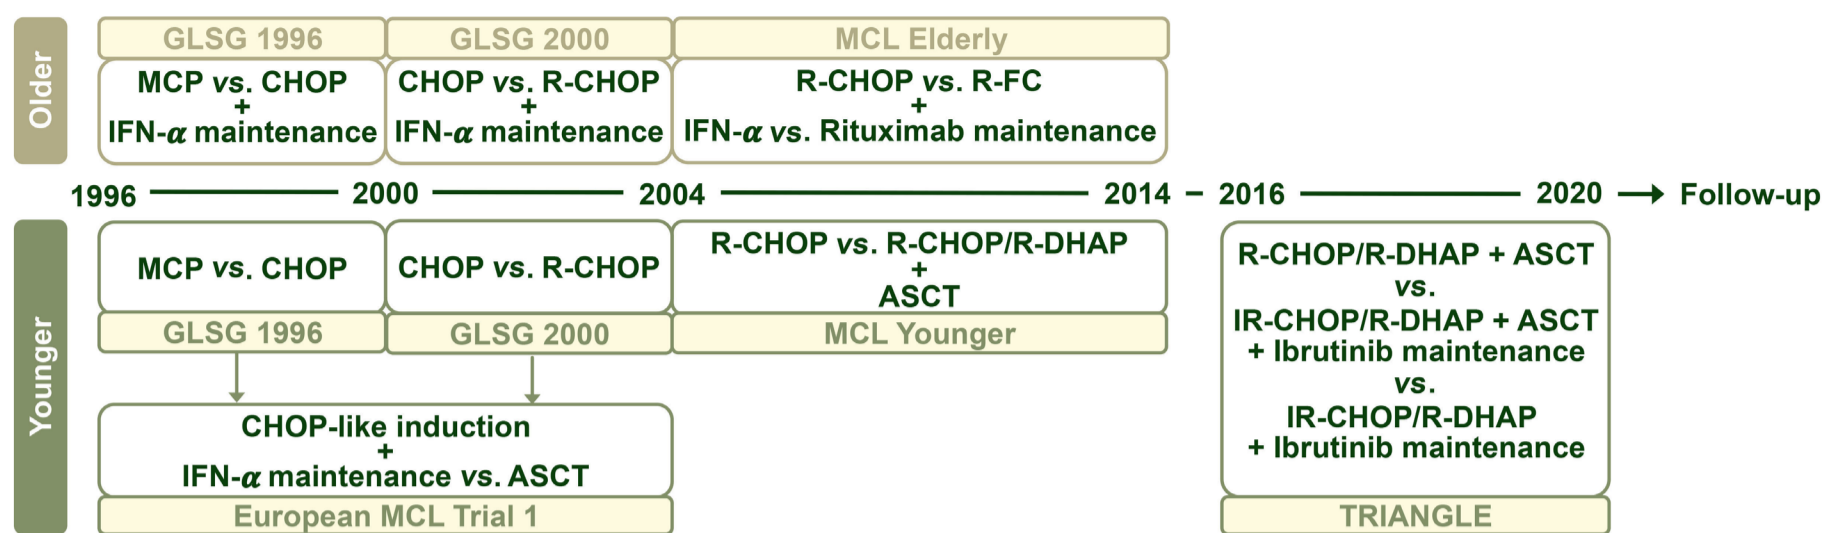 Older
GLSG 1996
MCP vs. CHOP
+
IFN-α maintenance
GLSG 2000
CHOP vs. R-CHOP
+
IFN-α maintenance
MCL Elderly
R-CHOP vs. R-FC
+
IFN-α vs. Rituximab maintenance
1996 2000 2004 2014 – 2016 2020 → Follow-up
Younger
MCP vs. CHOP
GLSG 1996
CHOP vs. R-CHOP
GLSG 2000
R-CHOP vs. R-CHOP/R-DHAP
+
ASCT
MCL Younger
CHOP-like induction
+
IFN-α maintenance vs. ASCT
European MCL Trial 1
R-CHOP/R-DHAP + ASCT
vs.
IR-CHOP/R-DHAP + ASCT
+ Ibrutinib maintenance
vs.
IR-CHOP/R-DHAP
+ Ibrutinib maintenance
TRIANGLE